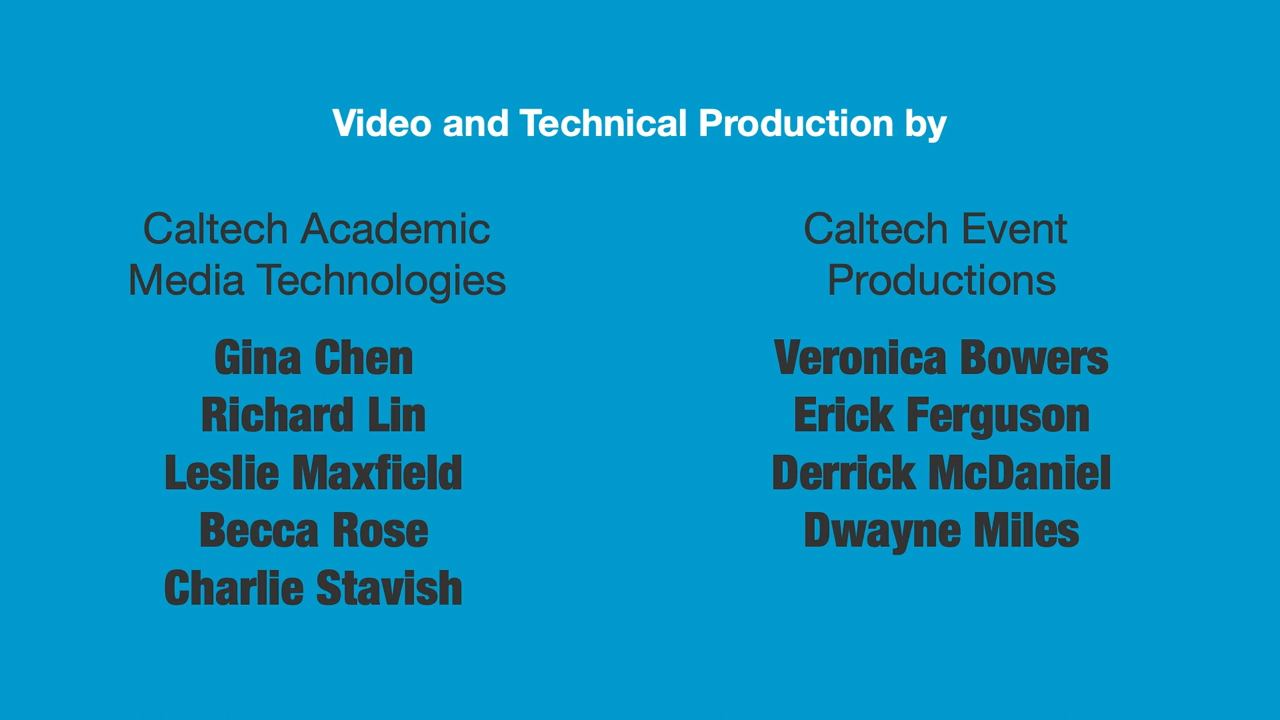 Video and Technical Production by
Caltech Academic
Media Technologies
Gina Chen
Richard Lin
Leslie Maxfield
Becca Rose
Charlie Stavish
Caltech Event
Productions
Veronica Bowers
Erick Ferguson
Derrick McDaniel
Dwayne Miles